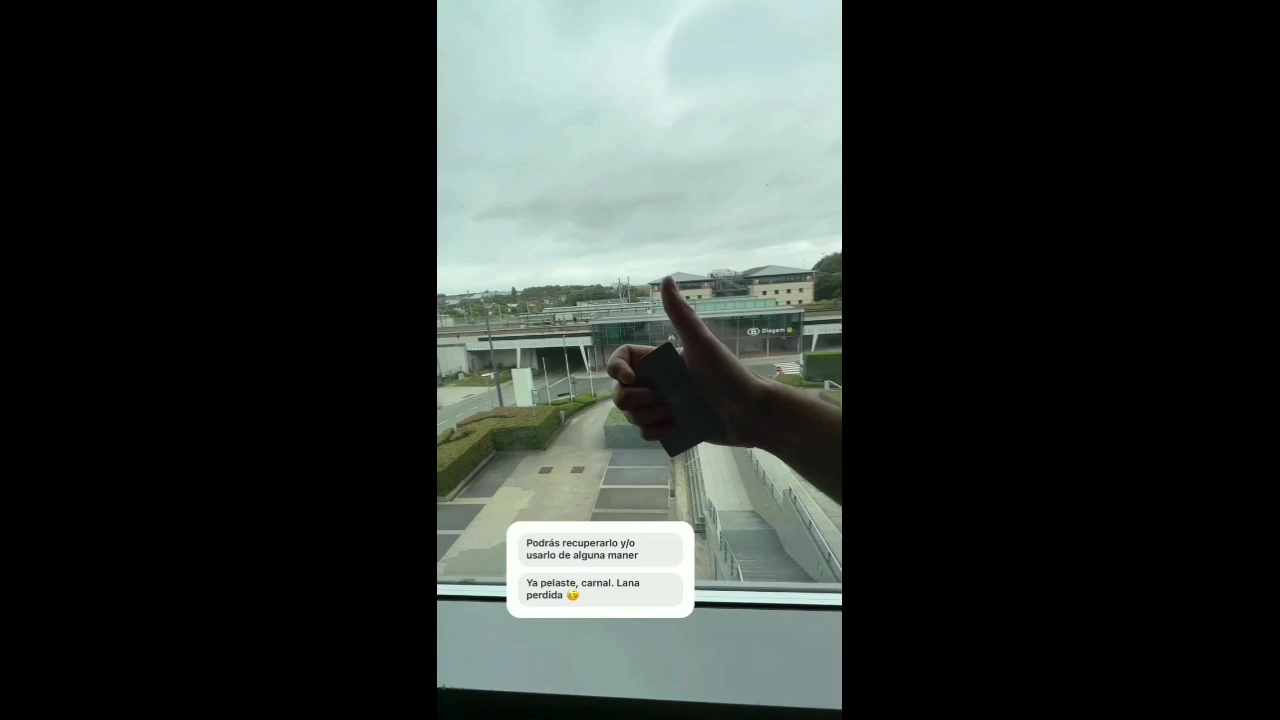 B Diegem
Podrás recuperarlo y/o
usarlo de alguna maner
Ya pelaste, carnal. Lana
perdida 🥲